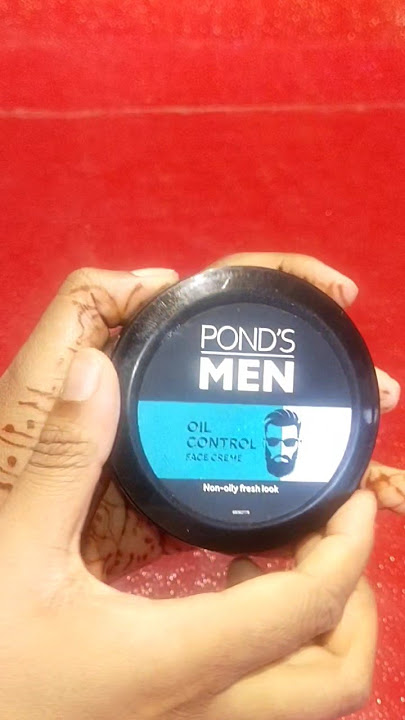 POND'S
MEN
OIL
CONTROL
FACE CREME
Non-oily fresh look